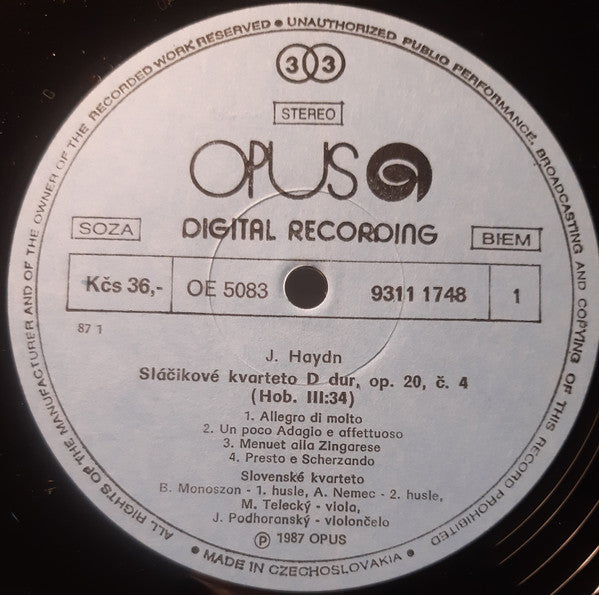 ALL RIGHTS OF THE MANUFACTURER AND OF THE OWNER OF THE RECORDED WORK RESERVED ● UNAUTHORIZED PUBLIC PERFORMANCE, BROADCASTING AND COPYING OF THIS RECORD PROHIBITED
33
STEREO
OPUS
SOZA
DIGITAL RECORDING
BIEM
Kčs 36,-
OE 5083
9311 1748
1
87 1
J. Haydn
Sláčikové kvarteto D dur, op. 20, č. 4
(Hob. III:34)
1. Allegro di molto
2. Un poco Adagio e affettuoso
3. Menuet alla Zingarese
4. Presto e Scherzando
Slovenské kvarteto
B. Monoszon - 1. husle, A. Nemec - 2. husle,
M. Telecký - viola,
J. Podhoranský - violončelo
Ⓟ 1987 OPUS
● MADE IN CZECHOSLOVAKIA ●